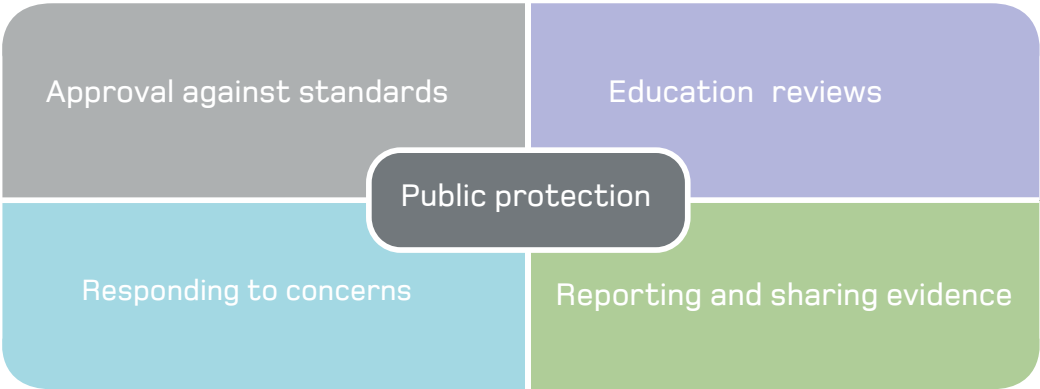 Approval against standards
Education reviews
Public protection
Responding to concerns
Reporting and sharing evidence